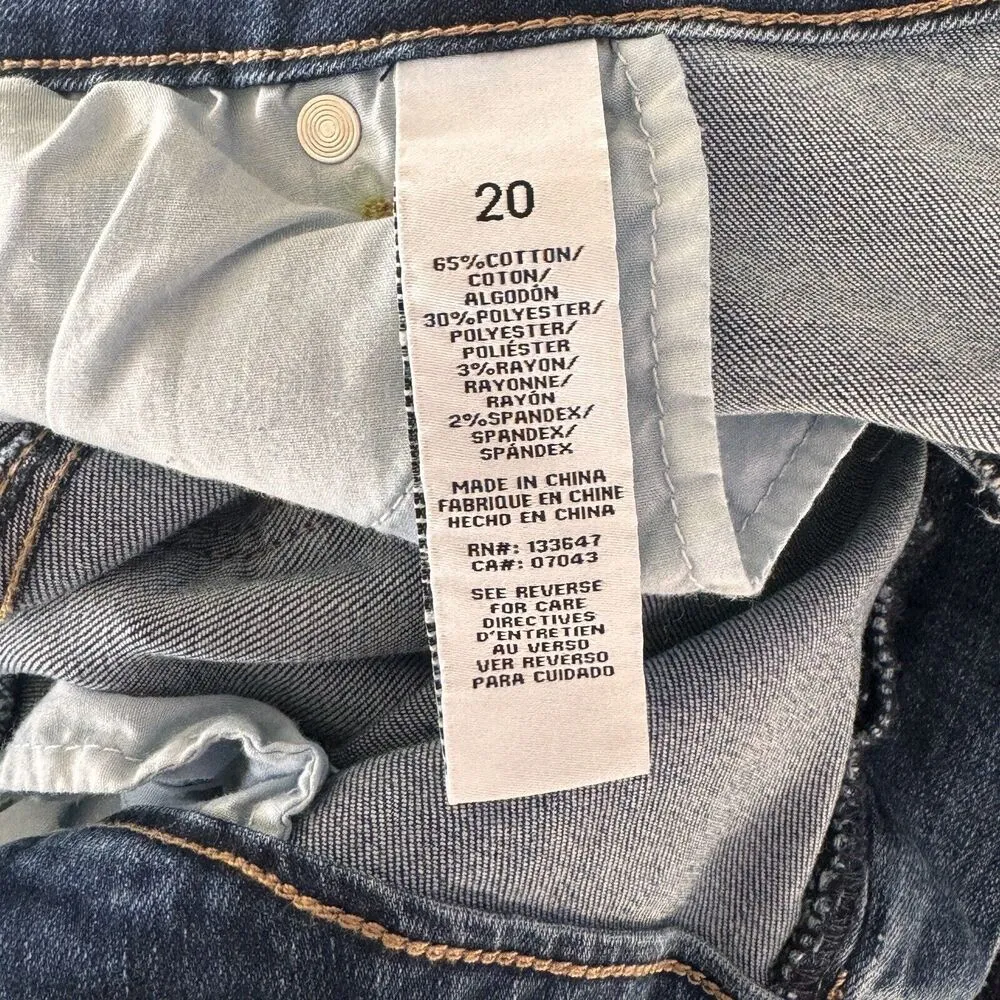 20
65%COTTON/
COTON/
ALGODÓN
30%POLYESTER/
POLYESTER/
POLIÉSTER
3%RAYON/
RAYONNE/
RAYÓN
2%SPANDEX/
SPANDEX/
SPÁNDEX
MADE IN CHINA
FABRIQUE EN CHINE
HECHO EN CHINA
RN#: 133647
CA#: 07043
SEE REVERSE
FOR CARE
DIRECTIVES
D'ENTRETIEN
AU VERSO
VER REVERSO
PARA CUIDADO